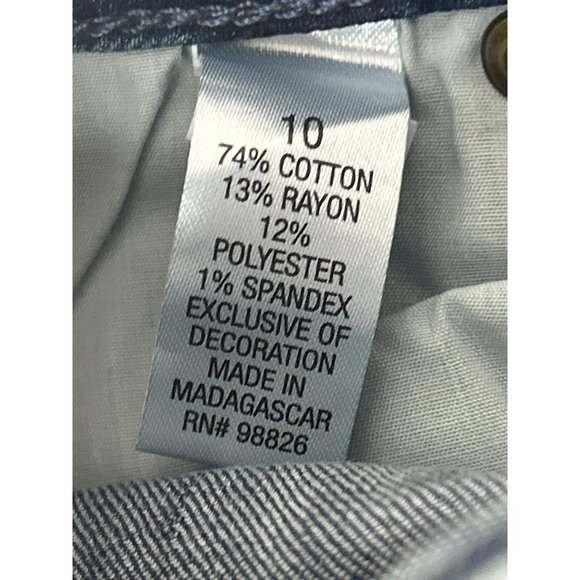 10
74% COTTON
13% RAYON
12%
POLYESTER
1% SPANDEX
EXCLUSIVE OF
DECORATION
MADE IN
MADAGASCAR
RN# 98826